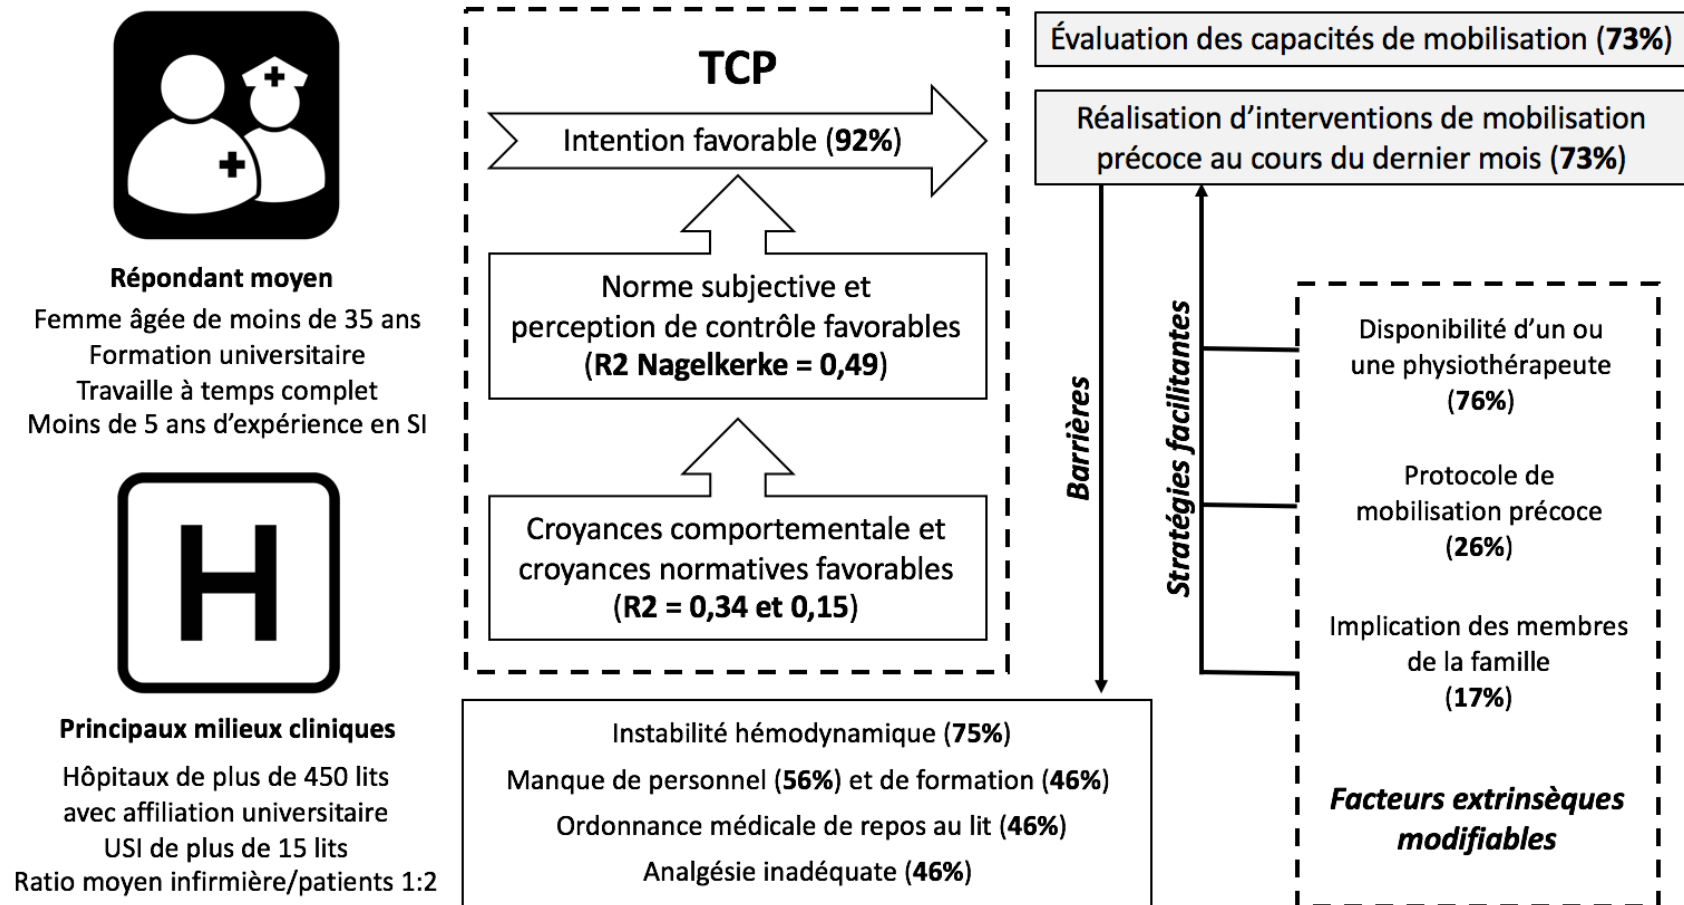 Répondant moyen
Femme âgée de moins de 35 ans
Formation universitaire
Travaille à temps complet
Moins de 5 ans d’expérience en SI
H
Principaux milieux cliniques
Hôpitaux de plus de 450 lits
avec affiliation universitaire
USI de plus de 15 lits
Ratio moyen infirmière/patients 1:2
TCP
Intention favorable (92%)
Norme subjective et
perception de contrôle favorables
(R2 Nagelkerke = 0,49)
Croyances comportementale et
croyances normatives favorables
(R2 = 0,34 et 0,15)
Évaluation des capacités de mobilisation (73%)
Réalisation d’interventions de mobilisation
précoce au cours du dernier mois (73%)
Barrières
Stratégies facilitantes
Disponibilité d’un ou
une physiothérapeute
(76%)
Protocole de
mobilisation précoce
(26%)
Implication des membres
de la famille
(17%)
Facteurs extrinsèques
modifiables
Instabilité hémodynamique (75%)
Manque de personnel (56%) et de formation (46%)
Ordonnance médicale de repos au lit (46%)
Analgésie inadéquate (46%)